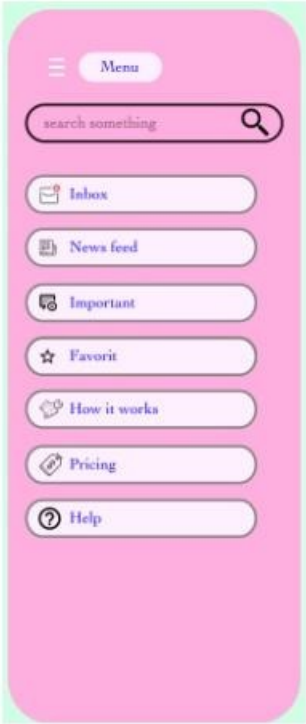 Menu
search something
Inbox
News feed
Important
Favorit
How it works
Pricing
Help